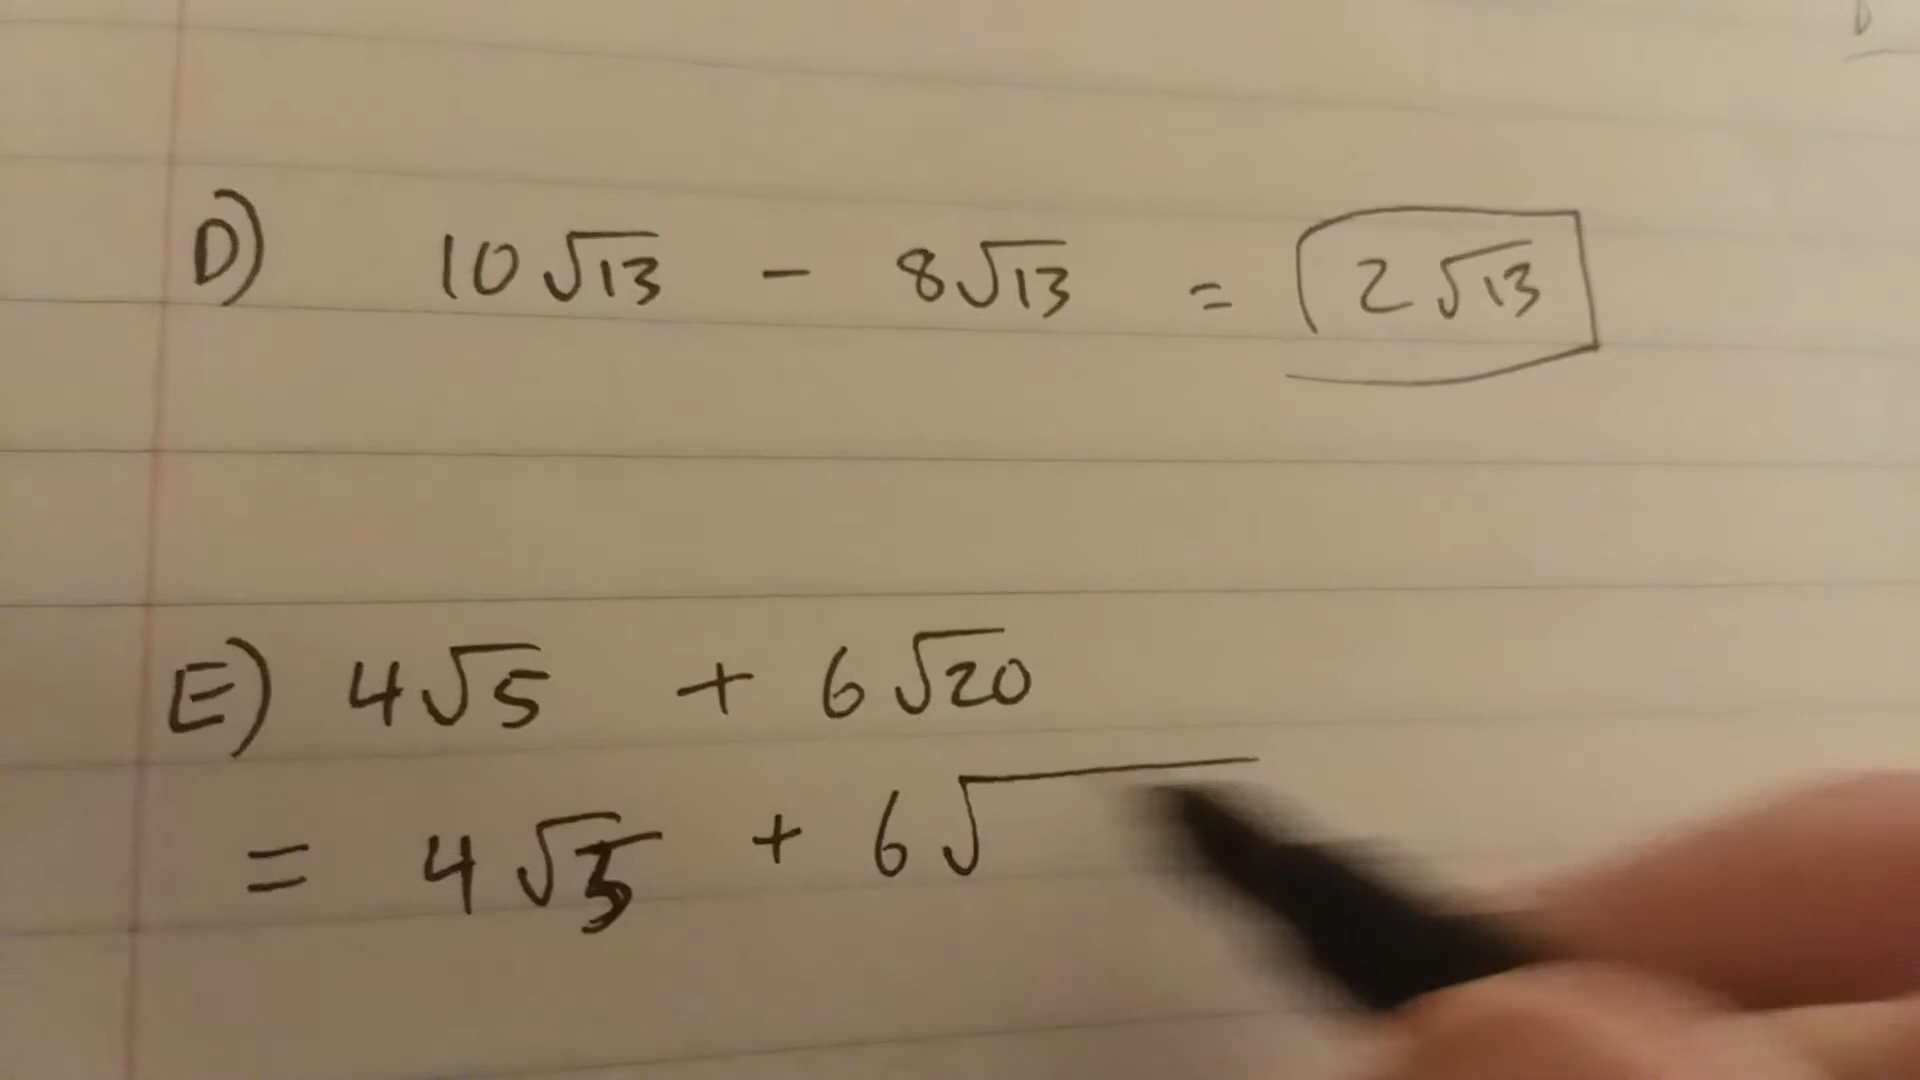 D) 10√13 - 8√13 = 2√13
E) 4√5 + 6√20
= 4√5 + 6√